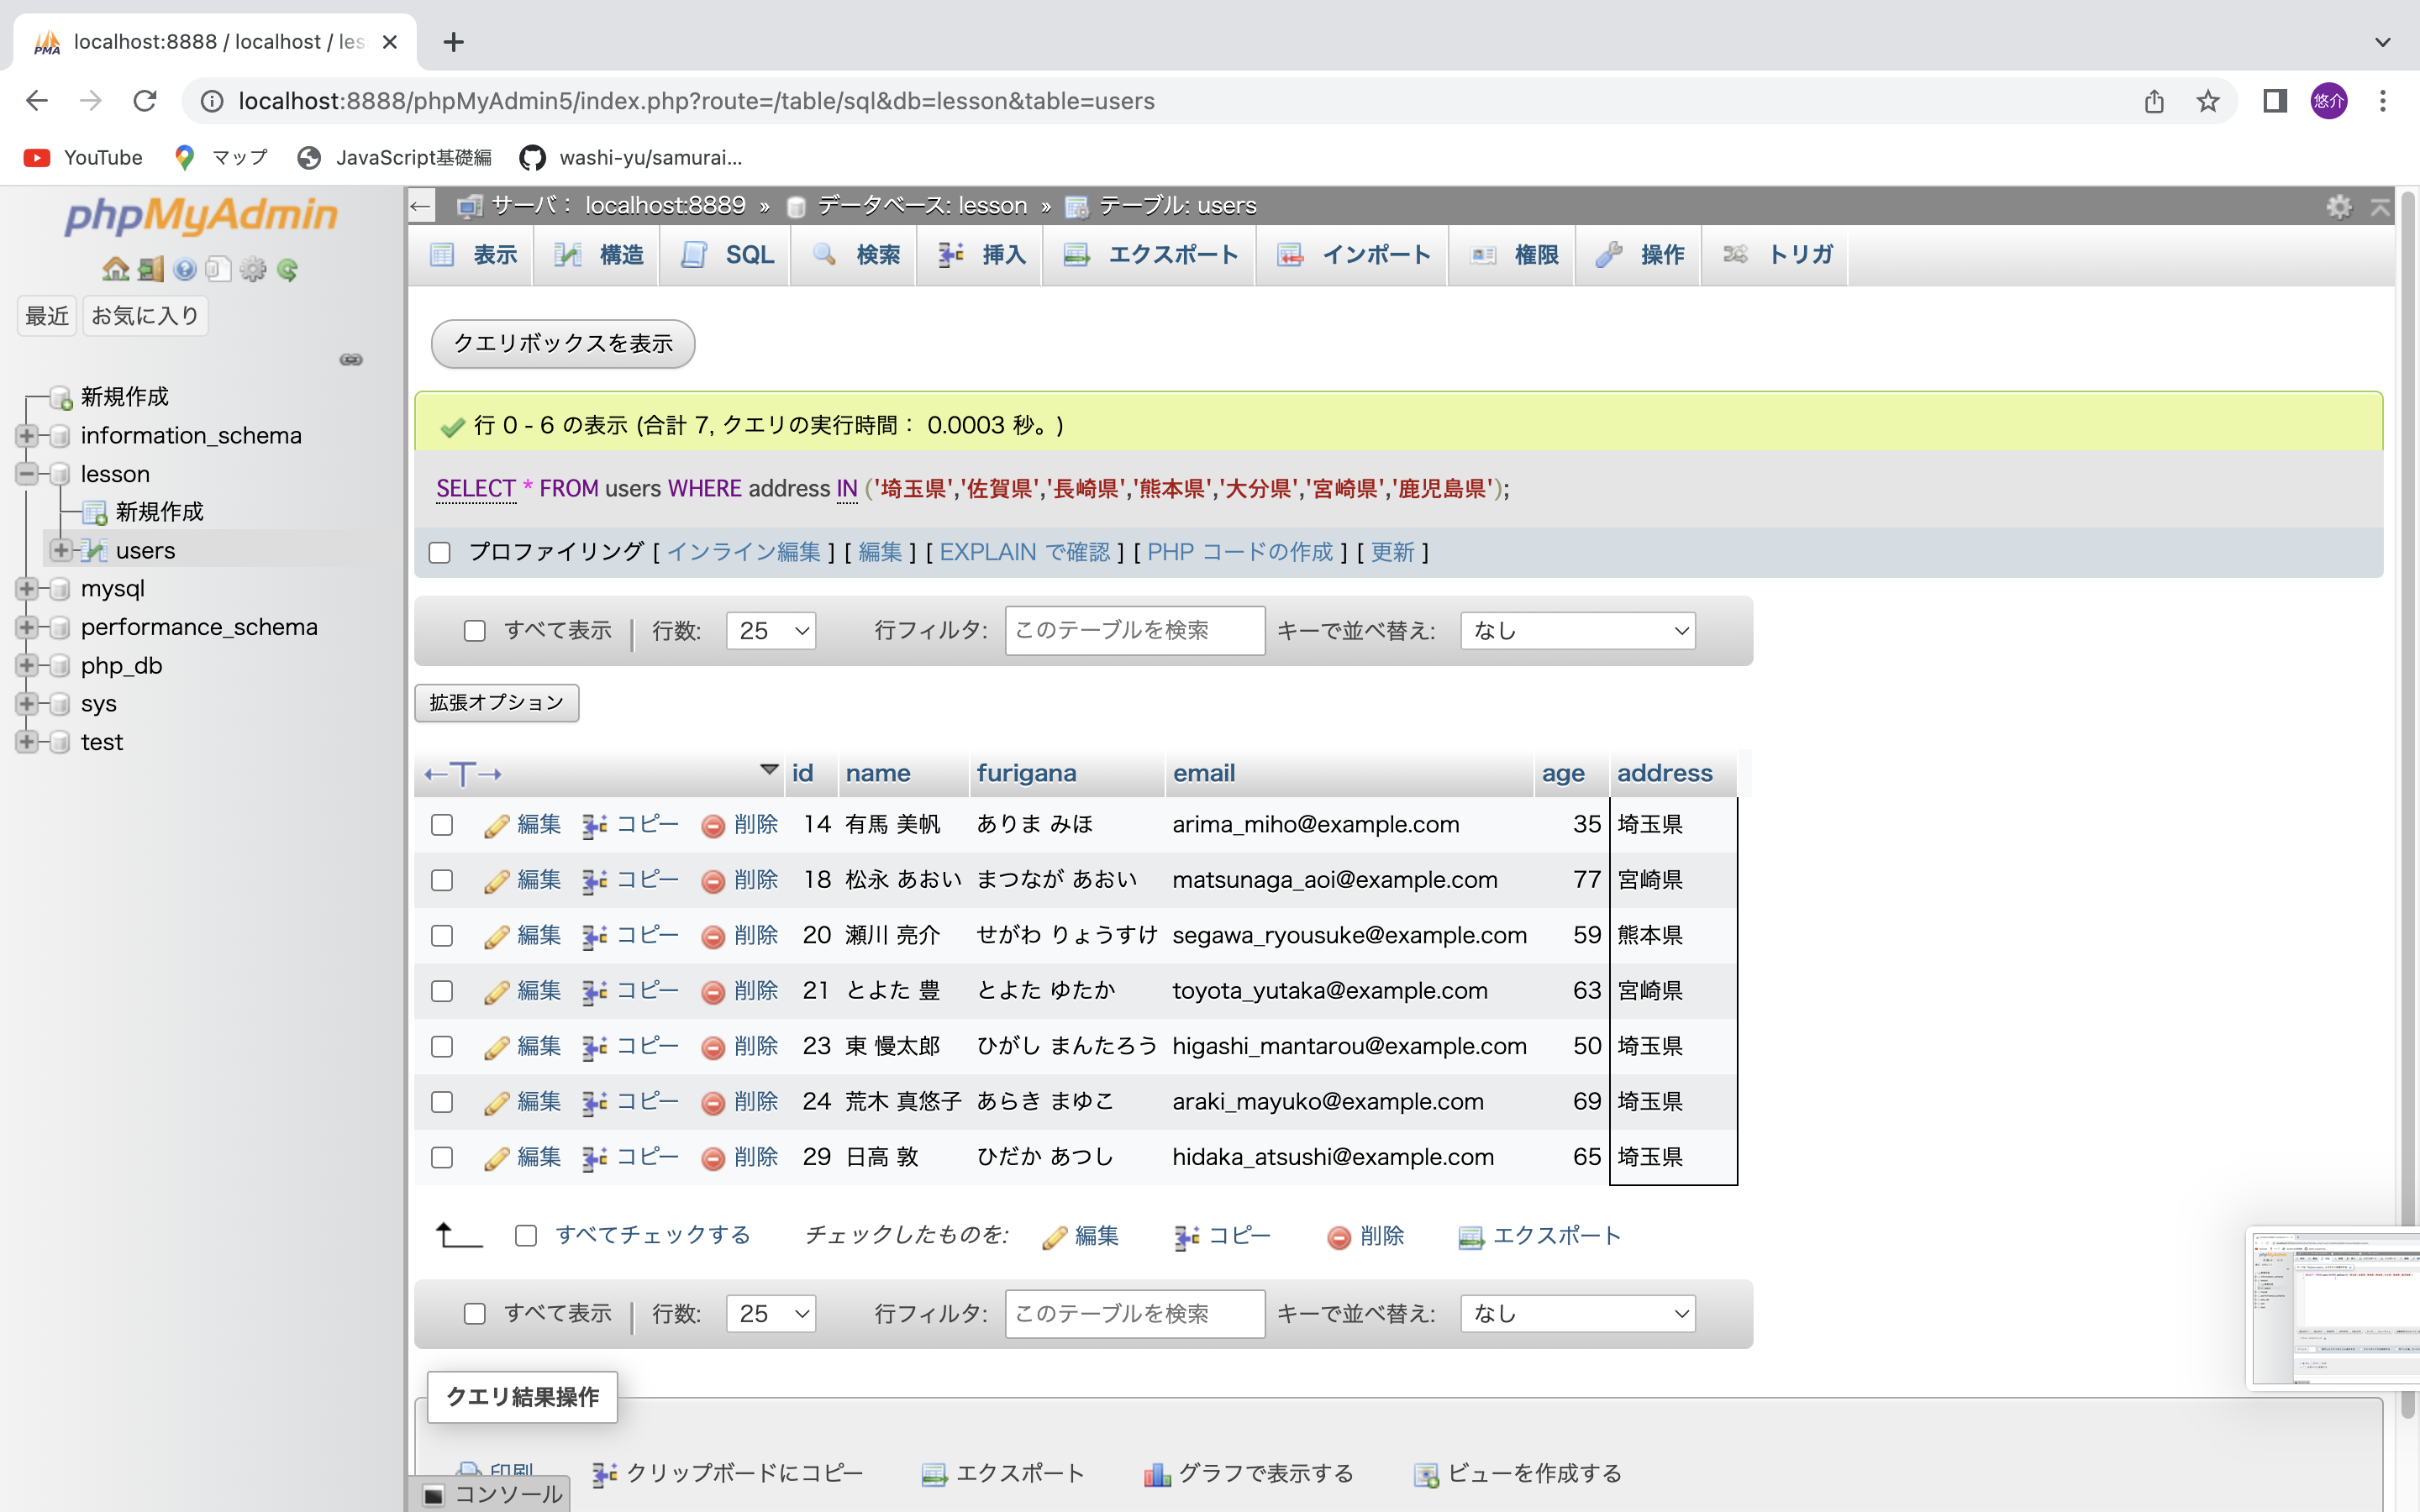 localhost:8888 / localhost / les
localhost:8888/phpMyAdmin5/index.php?route=/table/sql&db=lesson&table=users
悠介
YouTube マップ JavaScript基礎編 washi-yu/samurai...
phpMyAdmin
最近 お気に入り
新規作成
information_schema
lesson
新規作成
users
mysql
performance_schema
php_db
sys
test
サーバ： localhost:8889 » データベース: lesson » テーブル: users
表示 構造 SQL 検索 挿入 エクスポート インポート 権限 操作 トリガ
クエリボックスを表示
行 0 - 6 の表示 (合計 7, クエリの実行時間： 0.0003 秒。)
SELECT * FROM users WHERE address IN ('埼玉県','佐賀県','長崎県','熊本県','大分県','宮崎県','鹿児島県');
プロファイリング [ インライン編集 ] [ 編集 ] [ EXPLAIN で確認 ] [ PHP コードの作成 ] [ 更新 ]
すべて表示 行数: 25 行フィルタ: このテーブルを検索 キーで並べ替え: なし
拡張オプション
←T→ id name furigana email age address
編集 コピー 削除 14 有馬 美帆 ありま みほ arima_miho@example.com 35 埼玉県
編集 コピー 削除 18 松永 あおい まつなが あおい matsunaga_aoi@example.com 77 宮崎県
編集 コピー 削除 20 瀬川 亮介 せがわ りょうすけ segawa_ryousuke@example.com 59 熊本県
編集 コピー 削除 21 とよた 豊 とよた ゆたか toyota_yutaka@example.com 63 宮崎県
編集 コピー 削除 23 東 慢太郎 ひがし まんたろう higashi_mantarou@example.com 50 埼玉県
編集 コピー 削除 24 荒木 真悠子 あらき まゆこ araki_mayuko@example.com 69 埼玉県
編集 コピー 削除 29 日高 敦 ひだか あつし hidaka_atsushi@example.com 65 埼玉県
すべてチェックする チェックしたものを: 編集 コピー 削除 エクスポート
すべて表示 行数: 25 行フィルタ: このテーブルを検索 キーで並べ替え: なし
クエリ結果操作
印刷 クリップボードにコピー エクスポート グラフで表示する ビューを作成する
コンソール